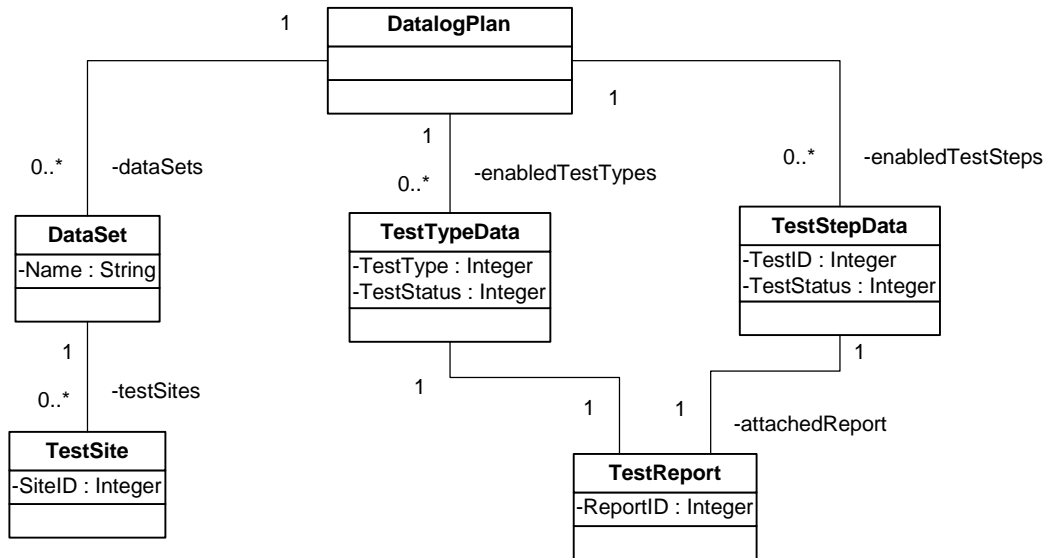 1
DatalogPlan
1
1
0..*
-dataSets
0..*
-enabledTestTypes
0..*
-enabledTestSteps
DataSet
-Name : String
TestTypeData
-TestType : Integer
-TestStatus : Integer
TestStepData
-TestID : Integer
-TestStatus : Integer
1
0..*
-testSites
1
1
1
1
-attachedReport
TestSite
-SiteID : Integer
TestReport
-ReportID : Integer